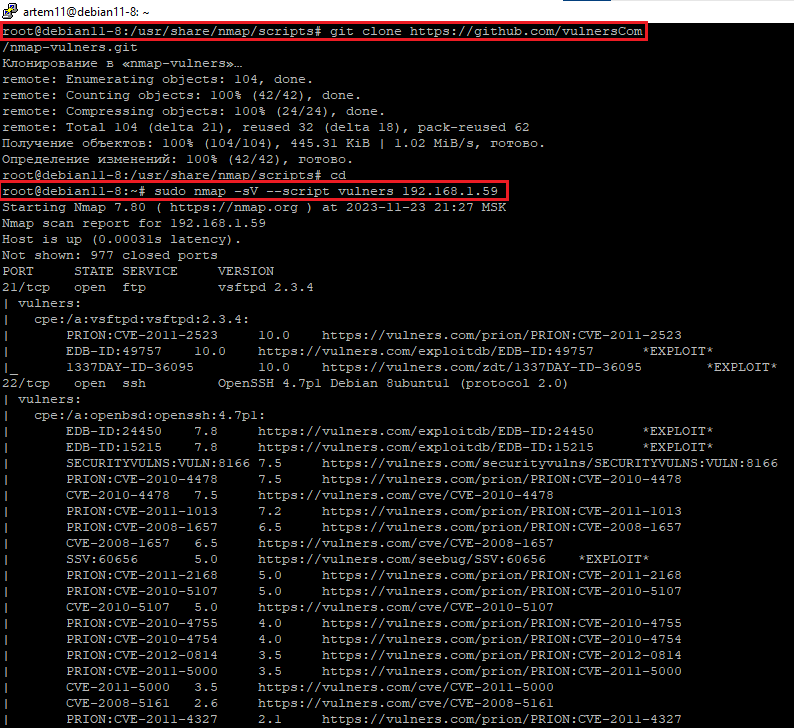 artem11@debian11-8: ~
root@debian11-8:/usr/share/nmap/scripts# git clone https://github.com/vulnersCom
/nmap-vulners.git
Клонирование в «nmap-vulners»…
remote: Enumerating objects: 104, done.
remote: Counting objects: 100% (42/42), done.
remote: Compressing objects: 100% (24/24), done.
remote: Total 104 (delta 21), reused 32 (delta 18), pack-reused 62
Получение объектов: 100% (104/104), 445.31 KiB | 1.02 MiB/s, готово.
Определение изменений: 100% (42/42), готово.
root@debian11-8:/usr/share/nmap/scripts# cd
root@debian11-8:~# sudo nmap -sV --script vulners 192.168.1.59
Starting Nmap 7.80 ( https://nmap.org ) at 2023-11-23 21:27 MSK
Nmap scan report for 192.168.1.59
Host is up (0.00031s latency).
Not shown: 977 closed ports
PORT     STATE SERVICE     VERSION
21/tcp   open  ftp         vsftpd 2.3.4
| vulners:
|   cpe:/a:vsftpd:vsftpd:2.3.4:
|       PRION:CVE-2011-2523     10.0    https://vulners.com/prion/PRION:CVE-2011-2523
|       EDB-ID:49757    10.0    https://vulners.com/exploitdb/EDB-ID:49757      *EXPLOIT*
|_      1337DAY-ID-36095        10.0    https://vulners.com/zdt/1337DAY-ID-36095        *EXPLOIT*
22/tcp   open  ssh         OpenSSH 4.7p1 Debian 8ubuntu1 (protocol 2.0)
| vulners:
|   cpe:/a:openbsd:openssh:4.7p1:
|       EDB-ID:24450    7.8     https://vulners.com/exploitdb/EDB-ID:24450      *EXPLOIT*
|       EDB-ID:15215    7.8     https://vulners.com/exploitdb/EDB-ID:15215      *EXPLOIT*
|       SECURITYVULNS:VULN:8166 7.5     https://vulners.com/securityvulns/SECURITYVULNS:VULN:8166
|       PRION:CVE-2010-4478     7.5     https://vulners.com/prion/PRION:CVE-2010-4478
|       CVE-2010-4478   7.5     https://vulners.com/cve/CVE-2010-4478
|       PRION:CVE-2011-1013     7.2     https://vulners.com/prion/PRION:CVE-2011-1013
|       PRION:CVE-2008-1657     6.5     https://vulners.com/prion/PRION:CVE-2008-1657
|       CVE-2008-1657   6.5     https://vulners.com/cve/CVE-2008-1657
|       SSV:60656       5.0     https://vulners.com/seebug/SSV:60656    *EXPLOIT*
|       PRION:CVE-2011-2168     5.0     https://vulners.com/prion/PRION:CVE-2011-2168
|       PRION:CVE-2010-5107     5.0     https://vulners.com/prion/PRION:CVE-2010-5107
|       CVE-2010-5107   5.0     https://vulners.com/cve/CVE-2010-5107
|       PRION:CVE-2010-4755     4.0     https://vulners.com/prion/PRION:CVE-2010-4755
|       PRION:CVE-2010-4754     4.0     https://vulners.com/prion/PRION:CVE-2010-4754
|       PRION:CVE-2012-0814     3.5     https://vulners.com/prion/PRION:CVE-2012-0814
|       PRION:CVE-2011-5000     3.5     https://vulners.com/prion/PRION:CVE-2011-5000
|       CVE-2011-5000   3.5     https://vulners.com/cve/CVE-2011-5000
|       CVE-2008-5161   2.6     https://vulners.com/cve/CVE-2008-5161
|       PRION:CVE-2011-4327     2.1     https://vulners.com/prion/PRION:CVE-2011-4327